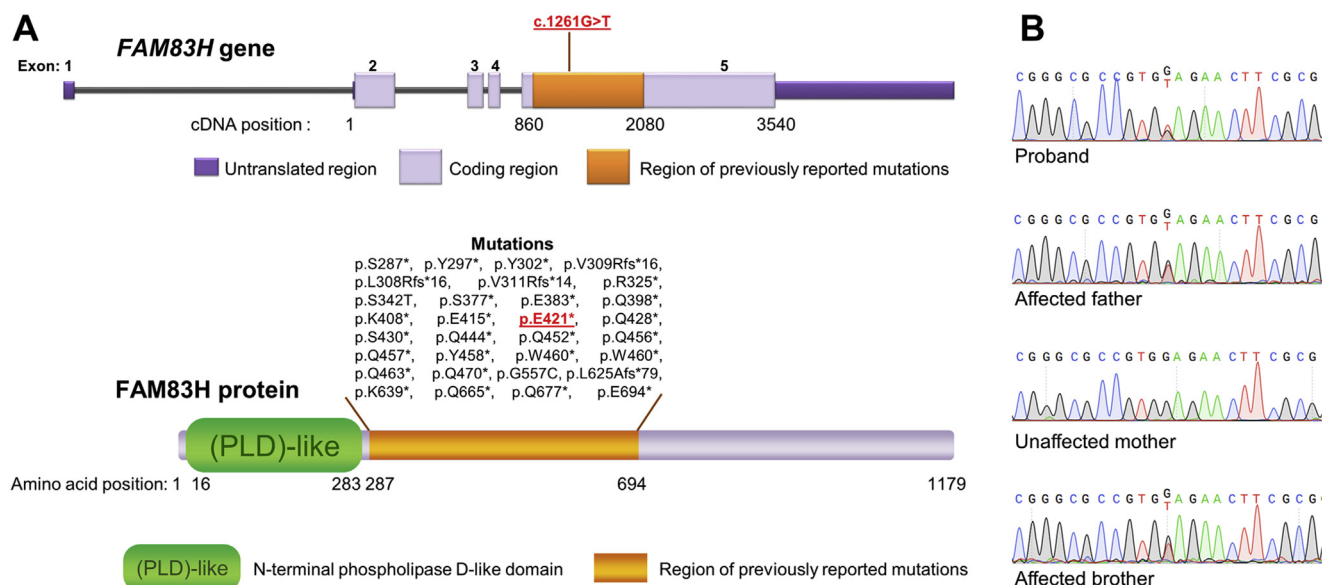 A
c.1261G>T
FAM83H gene
Exon: 1
2
3
4
5
cDNA position : 1 860 2080 3540
Untranslated region
Coding region
Region of previously reported mutations
Mutations
p.S287*, p.Y297*, p.Y302*, p.V309Rfs*16,
p.L308Rfs*16, p.V311Rfs*14, p.R325*,
p.S342T, p.S377*, p.E383*, p.Q398*,
p.K408*, p.E415*, p.E421*, p.Q428*,
p.S430*, p.Q444*, p.Q452*, p.Q456*,
p.Q457*, p.Y458*, p.W460*, p.W460*,
p.Q463*, p.Q470*, p.G557C, p.L625Afs*79,
p.K639*, p.Q665*, p.Q677*, p.E694*
FAM83H protein
(PLD)-like
Amino acid position: 1 16 283 287 694 1179
(PLD)-like
N-terminal phospholipase D-like domain
Region of previously reported mutations
B
G
C G G G C G C C G T G T A G A A C T T C G C G
Proband
G
C G G G C G C C G T G T A G A A C T T C G C G
Affected father
C G G G C G C C G T G G A G A A C T T C G C G
Unaffected mother
G
C G G G C G C C G T G T A G A A C T T C G C G
Affected brother